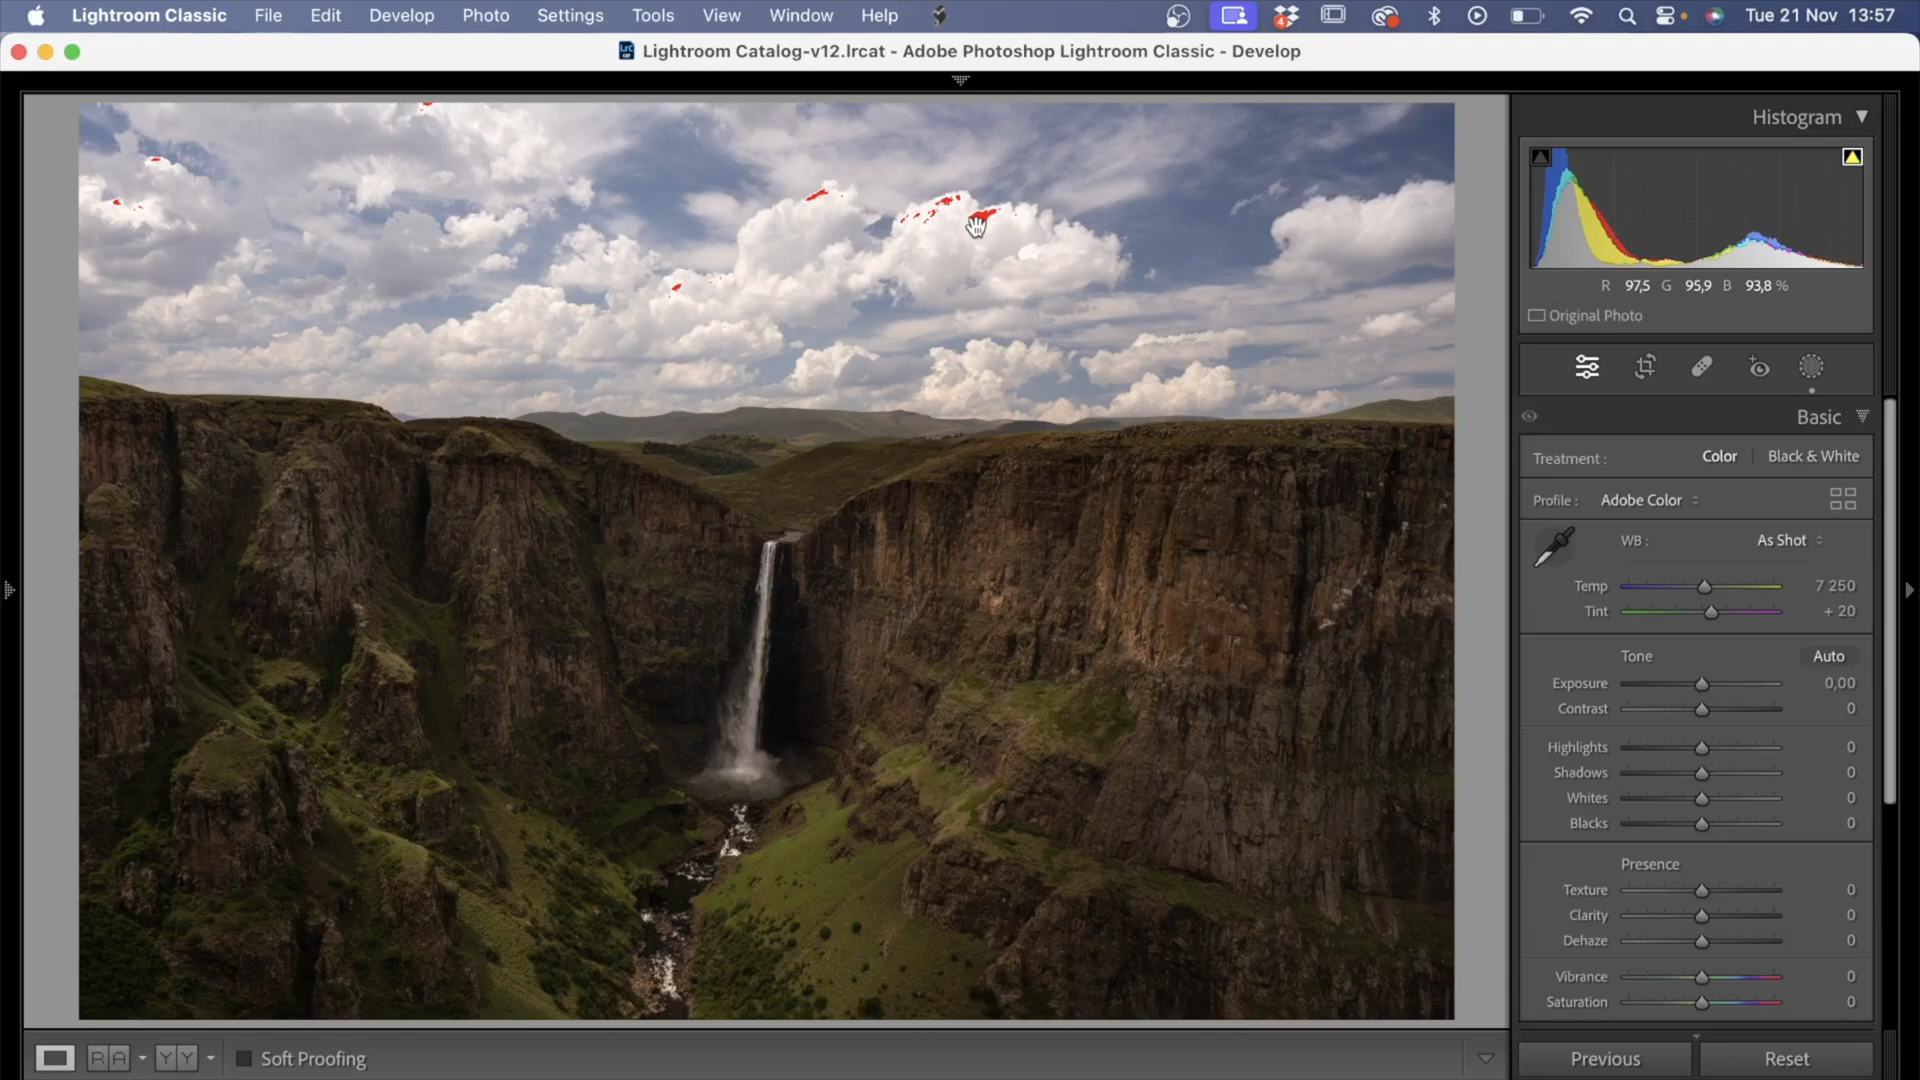 Lightroom Classic File Edit Develop Photo Settings Tools View Window Help 4 Tue 21 Nov 13:57
LrC CAT Lightroom Catalog-v12.lrcat - Adobe Photoshop Lightroom Classic - Develop
Histogram
R 97,5 G 95,9 B 93,8 %
Original Photo
Basic
Treatment : Color Black & White
Profile : Adobe Color
WB : As Shot
Temp 7 250
Tint + 20
Tone Auto
Exposure 0,00
Contrast 0
Highlights 0
Shadows 0
Whites 0
Blacks 0
Presence
Texture 0
Clarity 0
Dehaze 0
Vibrance 0
Saturation 0
R A Y Y Soft Proofing Previous Reset